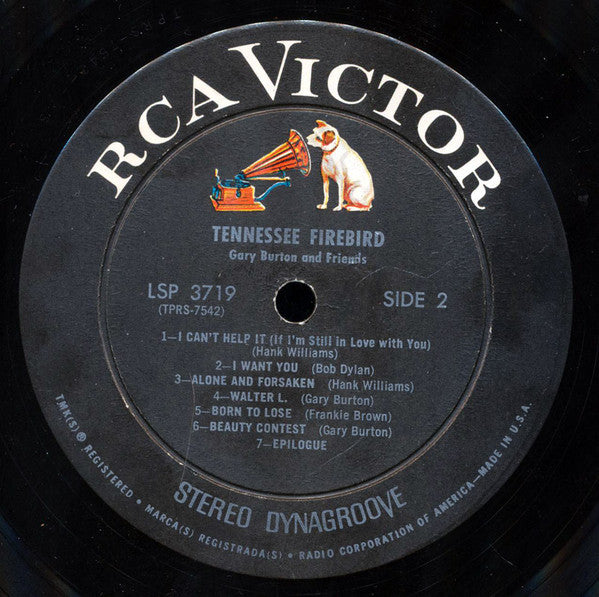 RCA VICTOR
TENNESSEE FIREBIRD
Gary Burton and Friends
LSP 3719
(TPRS-7542)
SIDE 2
1—I CAN'T HELP IT (If I'm Still in Love with You)
(Hank Williams)
2—I WANT YOU (Bob Dylan)
3—ALONE AND FORSAKEN (Hank Williams)
4—WALTER L. (Gary Burton)
5—BORN TO LOSE (Frankie Brown)
6—BEAUTY CONTEST (Gary Burton)
7—EPILOGUE
STEREO DYNAGROOVE
TMK(S)® REGISTERED • MARCA(S) REGISTRADA(S) • RADIO CORPORATION OF AMERICA—MADE IN U.S.A.